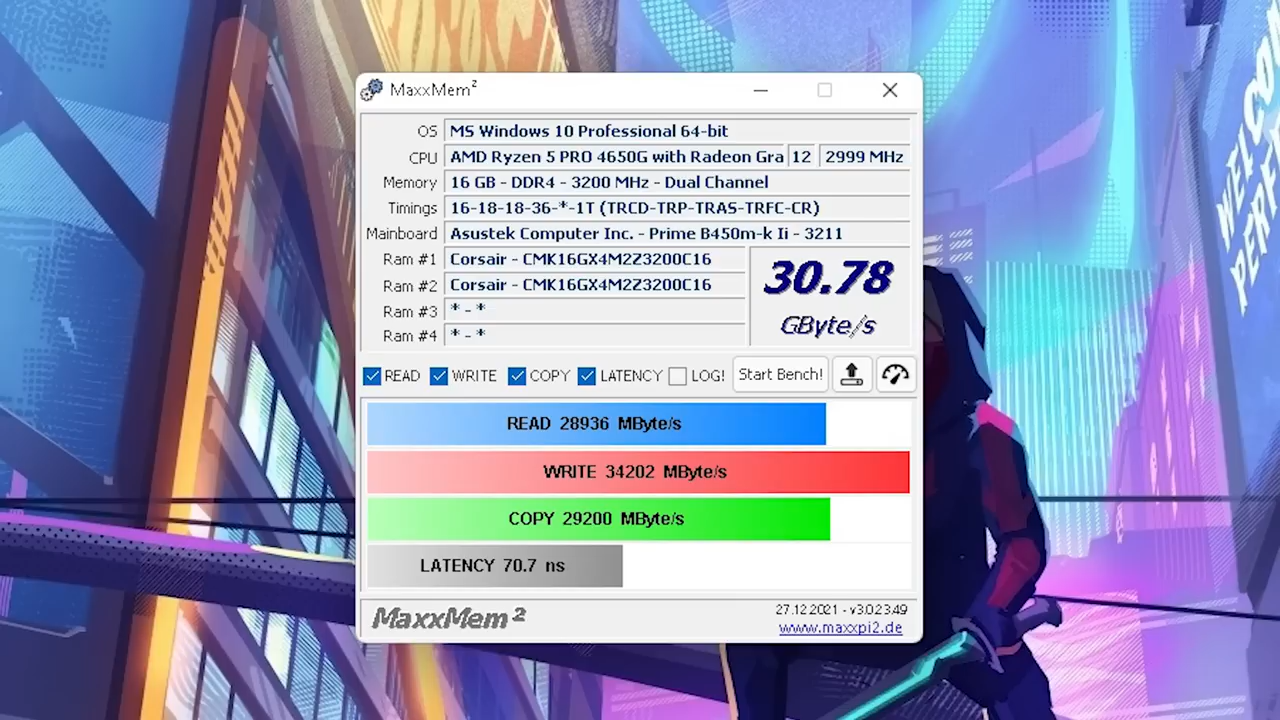 MaxxMem²
OS MS Windows 10 Professional 64-bit
CPU AMD Ryzen 5 PRO 4650G with Radeon Gra 12 2999 MHz
Memory 16 GB - DDR4 - 3200 MHz - Dual Channel
Timings 16-18-18-36-*-1T (TRCD-TRP-TRAS-TRFC-CR)
Mainboard Asustek Computer Inc. - Prime B450m-k Ii - 3211
Ram #1 Corsair - CMK16GX4M2Z3200C16
Ram #2 Corsair - CMK16GX4M2Z3200C16
Ram #3 * - *
Ram #4 * - *
30.78
GByte/s
READ WRITE COPY LATENCY LOG! Start Bench!
READ 28936 MByte/s
WRITE 34202 MByte/s
COPY 29200 MByte/s
LATENCY 70.7 ns
MaxxMem²
27.12.2021 - v3.0.23.49
www.maxxpi2.de